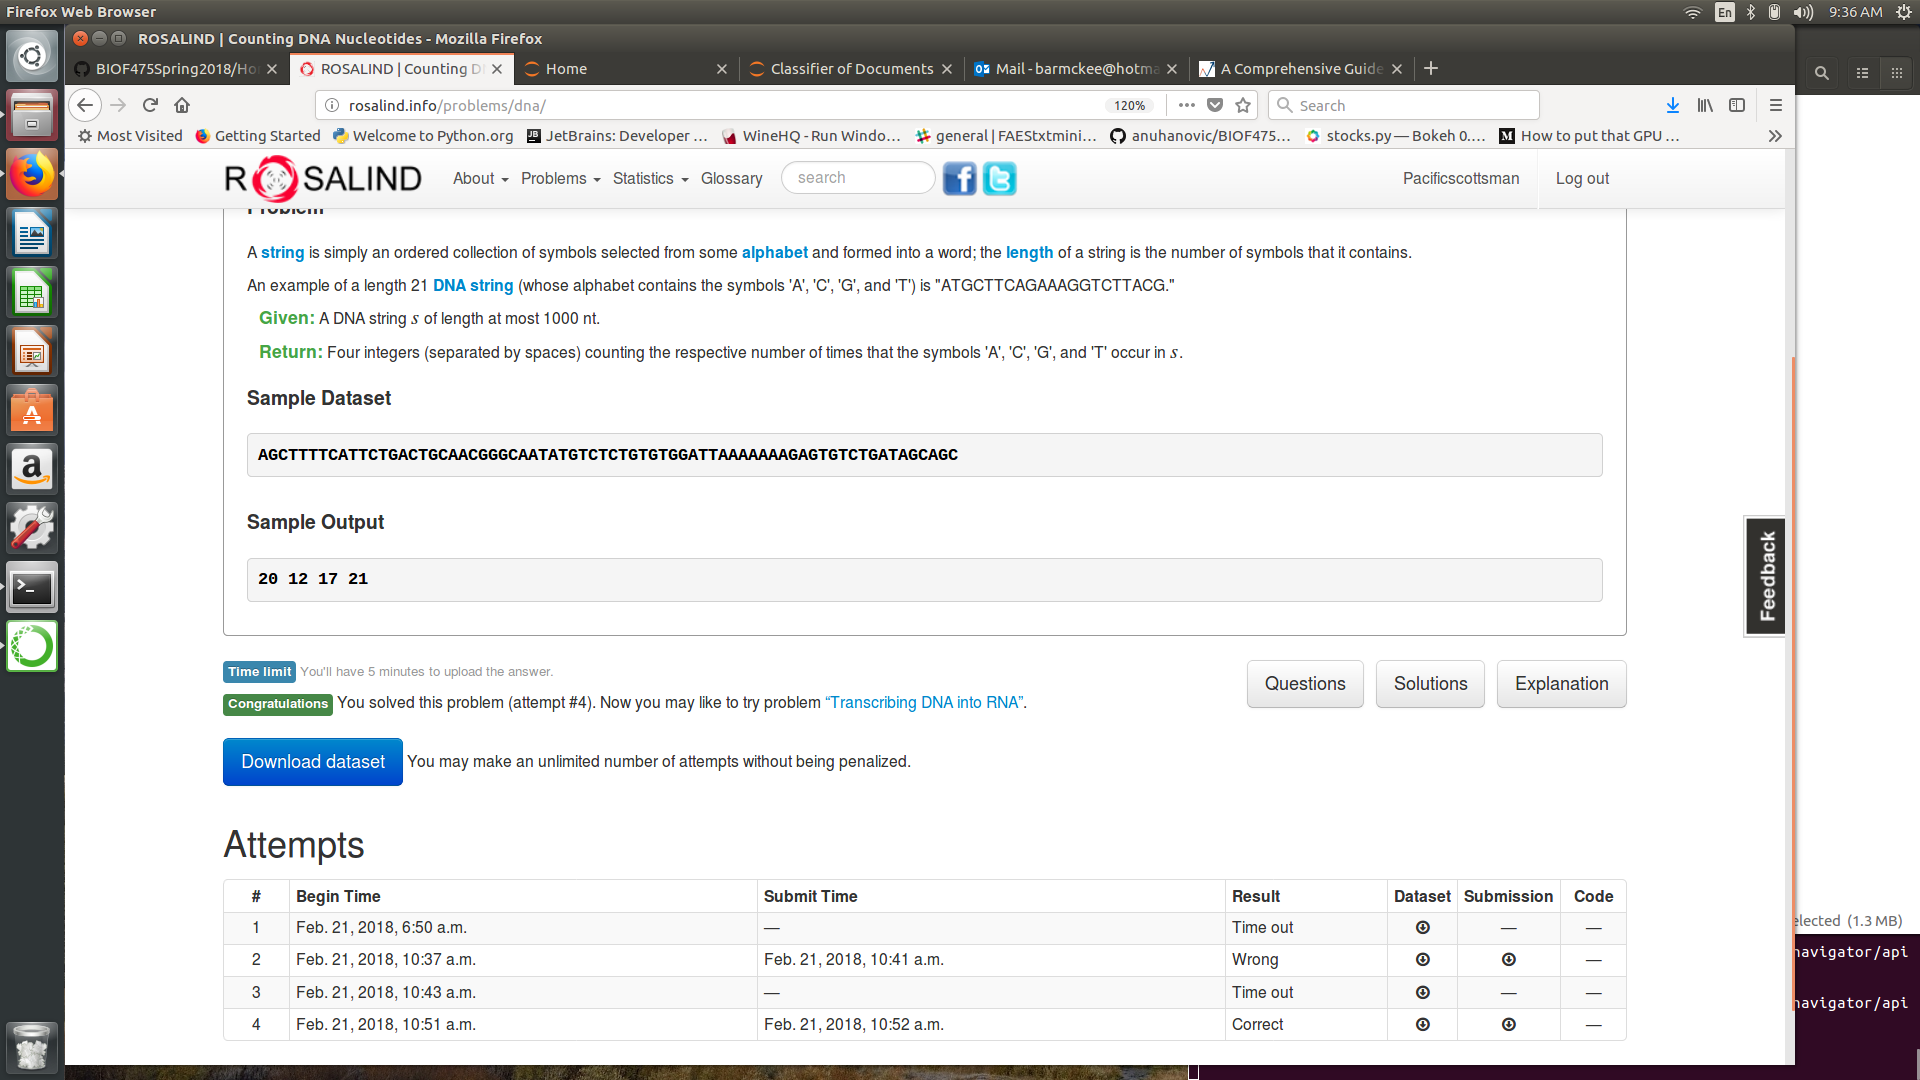 Firefox Web Browser
En
9:36 AM
ROSALIND | Counting DNA Nucleotides - Mozilla Firefox
BIOF475Spring2018/Ho
ROSALIND | Counting D
Home
Classifier of Documents
Mail - barmckee@hotma
A Comprehensive Guide
rosalind.info/problems/dna/
120%
Search
Most Visited
Getting Started
Welcome to Python.org
JetBrains: Developer ...
WineHQ - Run Windo...
general | FAEStxtmini...
anuhanovic/BIOF475...
stocks.py — Bokeh 0....
How to put that GPU ...
ROSALIND
About
Problems
Statistics
Glossary
search
Pacificscottsman
Log out
Problem
A string is simply an ordered collection of symbols selected from some alphabet and formed into a word; the length of a string is the number of symbols that it contains.
An example of a length 21 DNA string (whose alphabet contains the symbols 'A', 'C', 'G', and 'T') is "ATGCTTCAGAAAGGTCTTACG."
Given: A DNA string s of length at most 1000 nt.
Return: Four integers (separated by spaces) counting the respective number of times that the symbols 'A', 'C', 'G', and 'T' occur in s.
Sample Dataset
AGCTTTTCATTCTGACTGCAACGGGCAATATGTCTCTGTGTGGATTAAAAAAAGAGTGTCTGATAGCAGC
Sample Output
20 12 17 21
Feedback
Time limit You'll have 5 minutes to upload the answer.
Congratulations You solved this problem (attempt #4). Now you may like to try problem “Transcribing DNA into RNA”.
Questions
Solutions
Explanation
Download dataset You may make an unlimited number of attempts without being penalized.
Attempts
# Begin Time Submit Time Result Dataset Submission Code
1 Feb. 21, 2018, 6:50 a.m. — Time out — —
2 Feb. 21, 2018, 10:37 a.m. Feb. 21, 2018, 10:41 a.m. Wrong —
3 Feb. 21, 2018, 10:43 a.m. — Time out — —
4 Feb. 21, 2018, 10:51 a.m. Feb. 21, 2018, 10:52 a.m. Correct —
elected (1.3 MB)
navigator/api
navigator/api